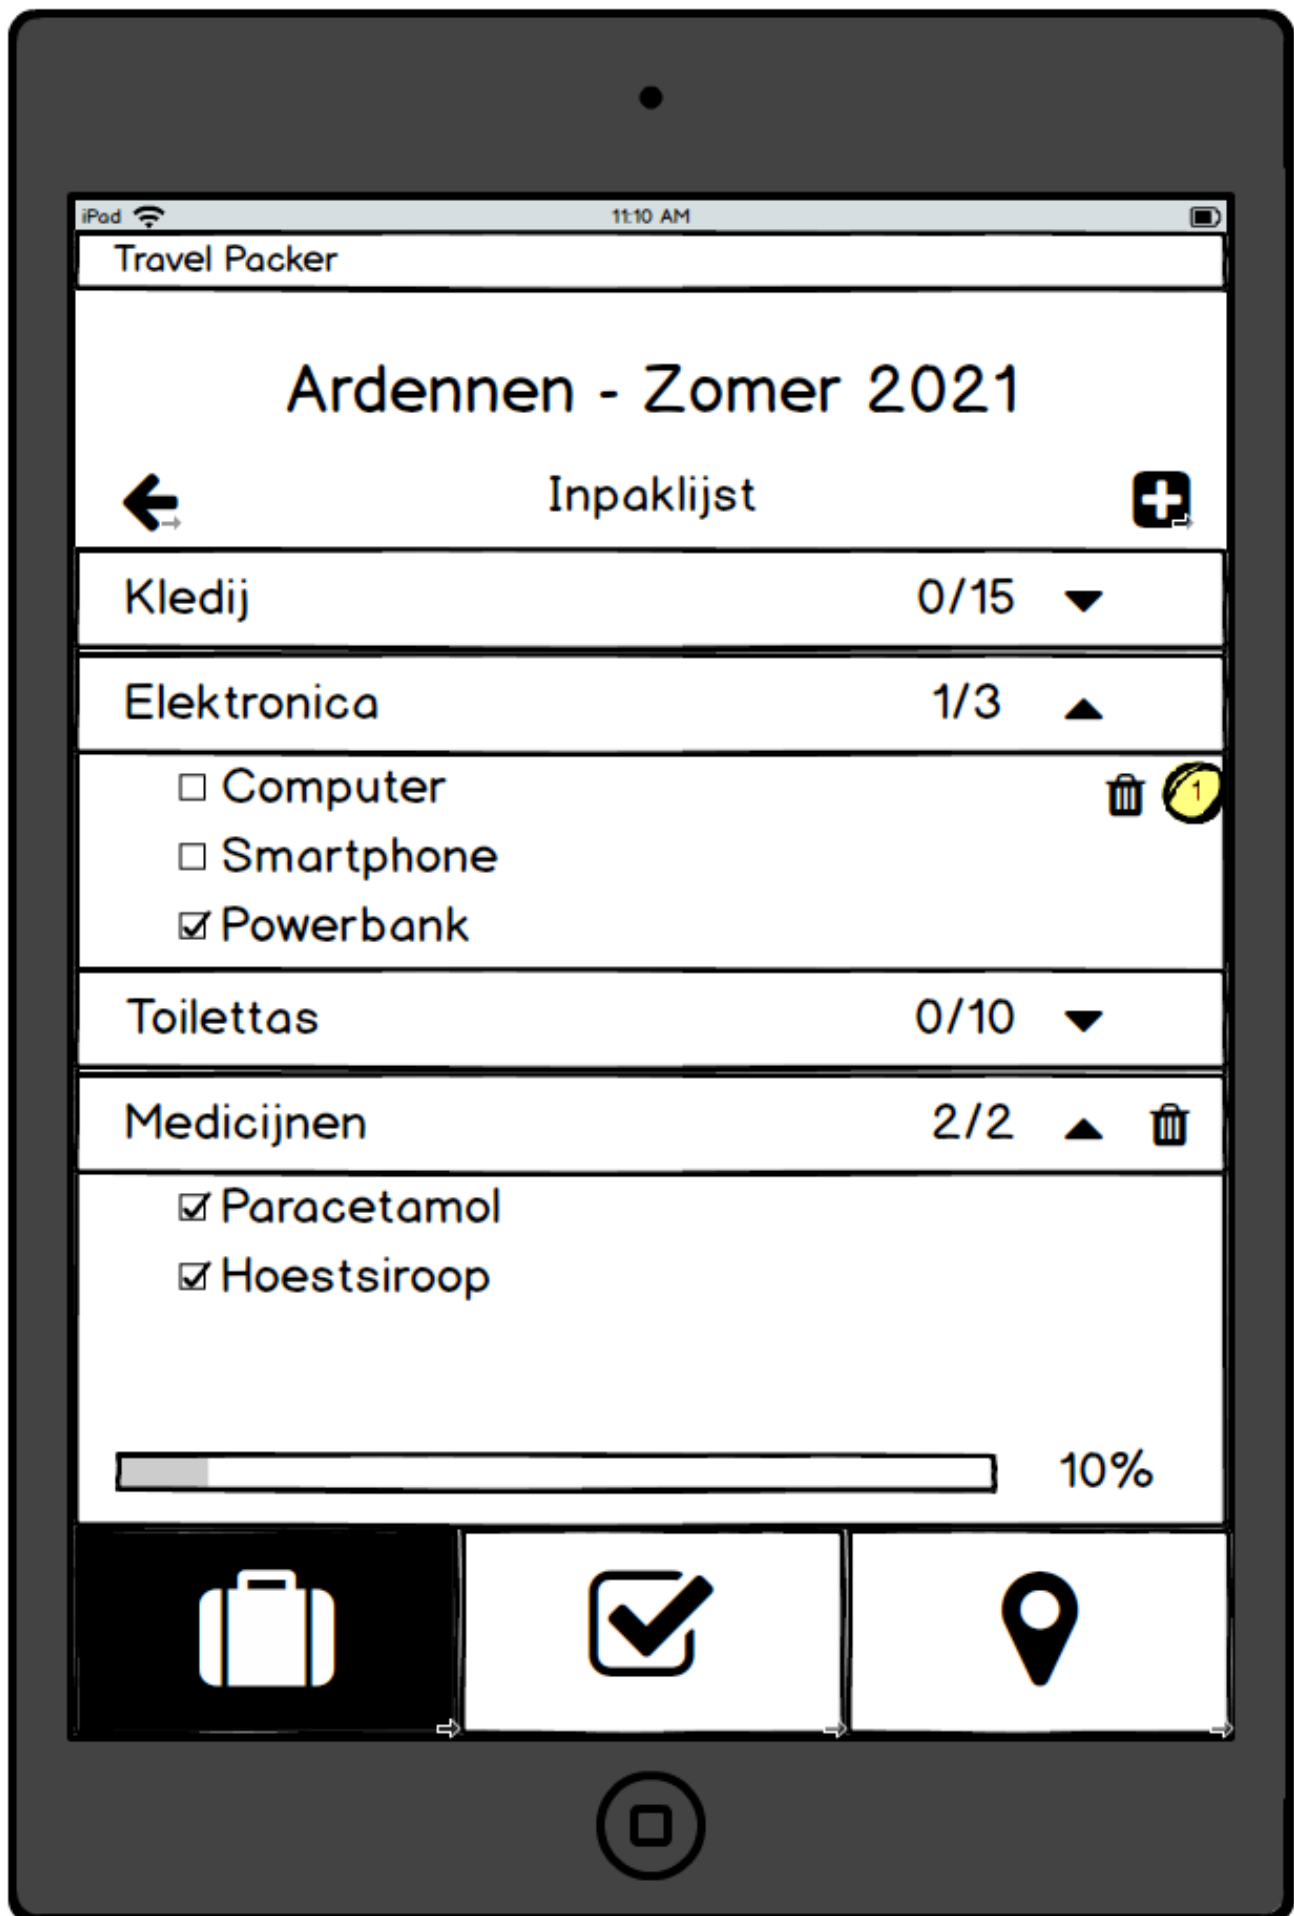 iPad 11:10 AM
Travel Packer
Ardennen - Zomer 2021
Inpaklijst
Kledij 0/15
Elektronica 1/3
Computer 1
Smartphone
Powerbank
Toilettas 0/10
Medicijnen 2/2
Paracetamol
Hoestsiroop
10%